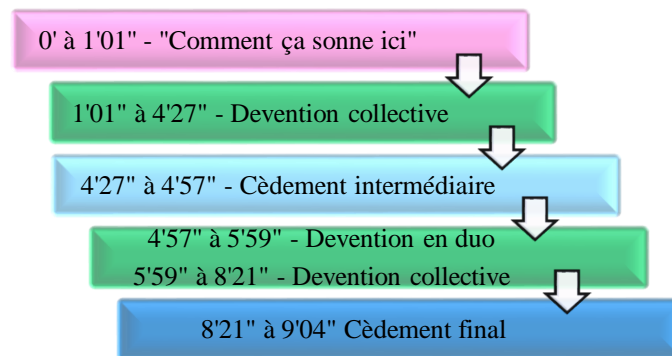 0' à 1'01" - "Comment ça sonne ici"
1'01" à 4'27" - Devention collective
4'27" à 4'57" - Cèdement intermédiaire
4'57" à 5'59" - Devention en duo
5'59" à 8'21" - Devention collective
8'21" à 9'04" Cèdement final